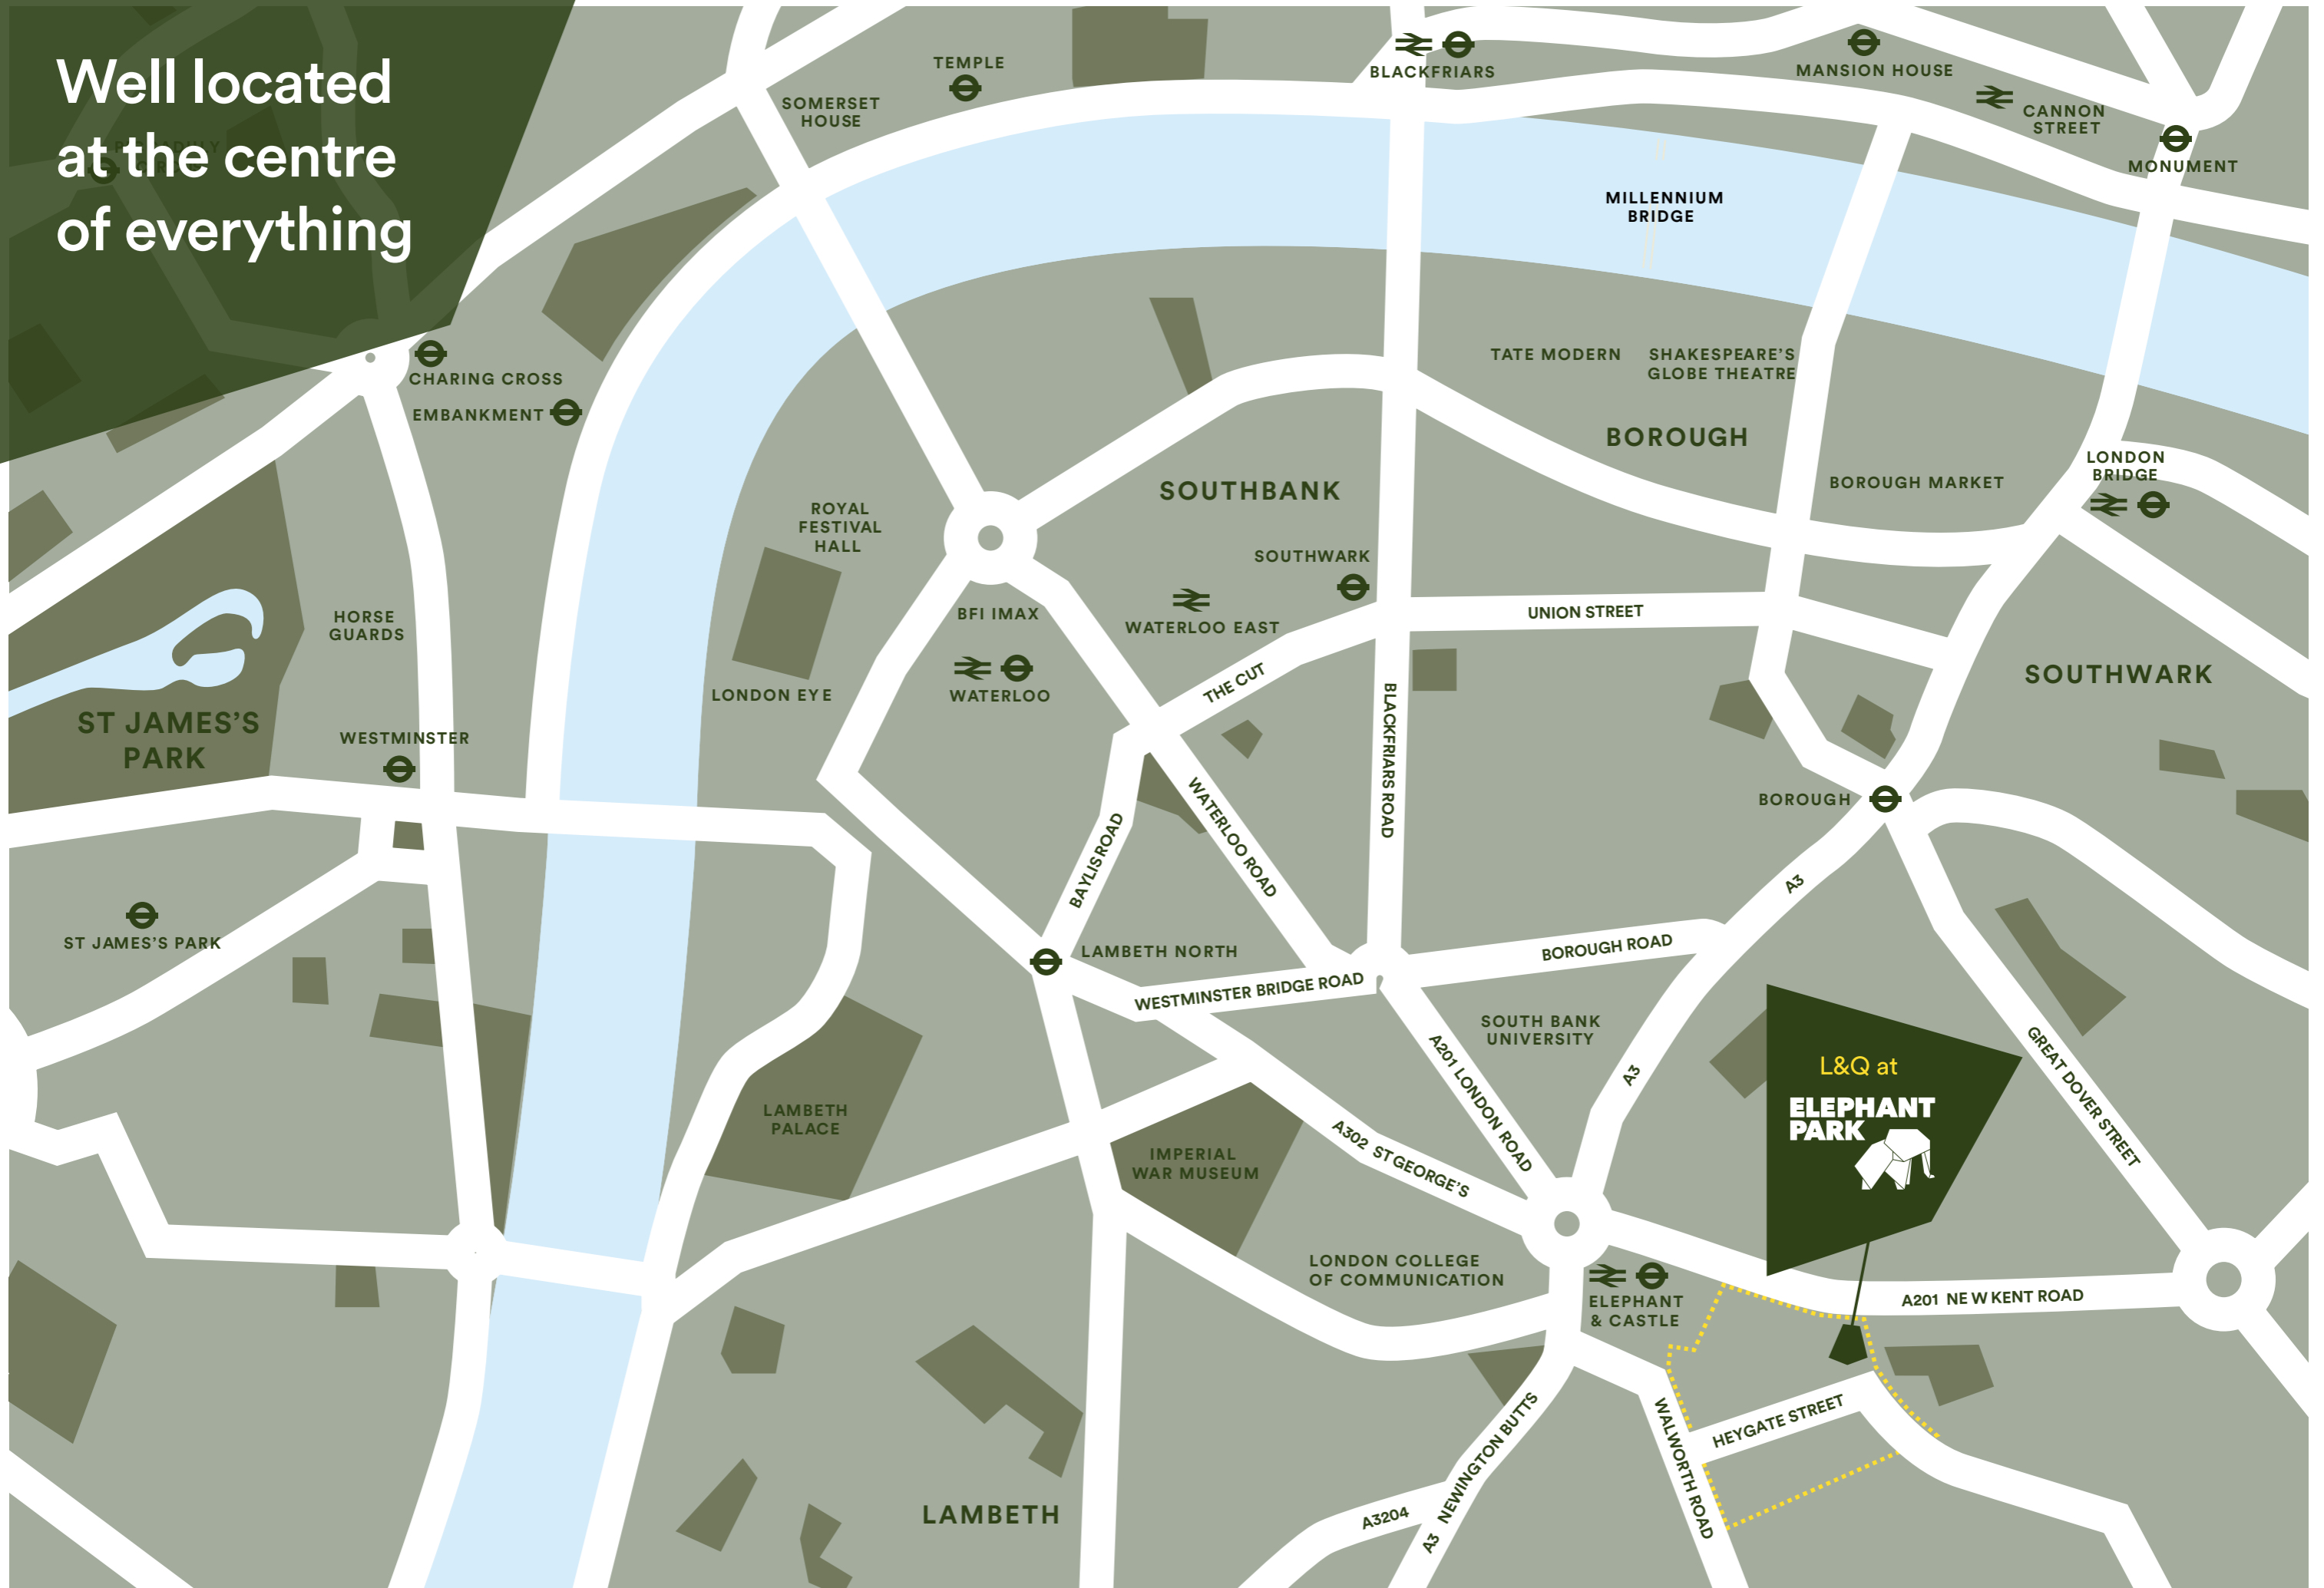 Well located
at the centre
of everything
TEMPLE
SOMERSET
HOUSE
BLACKFRIARS
MANSION HOUSE
CANNON
STREET
MONUMENT
MILLENNIUM
BRIDGE
CHARING CROSS
EMBANKMENT
TATE MODERN
SHAKESPEARE'S
GLOBE THEATRE
BOROUGH
SOUTHBANK
BOROUGH MARKET
LONDON
BRIDGE
ROYAL
FESTIVAL
HALL
SOUTHWARK
HORSE
GUARDS
BFI IMAX
WATERLOO EAST
UNION STREET
LONDON EYE
WATERLOO
THE CUT
SOUTHWARK
ST JAMES'S
PARK
WESTMINSTER
BLACKFRIARS ROAD
BOROUGH
BAYLIS ROAD
WATERLOO ROAD
A3
ST JAMES'S PARK
LAMBETH NORTH
BOROUGH ROAD
WESTMINSTER BRIDGE ROAD
SOUTH BANK
UNIVERSITY
A201 LONDON ROAD
A3
GREAT DOVER STREET
L&Q at
ELEPHANT
PARK
LAMBETH
PALACE
IMPERIAL
WAR MUSEUM
A302 ST GEORGE'S
LONDON COLLEGE
OF COMMUNICATION
ELEPHANT
& CASTLE
A201 NEW KENT ROAD
HEYGATE STREET
WALWORTH ROAD
A3 NEWINGTON BUTTS
A3204
LAMBETH